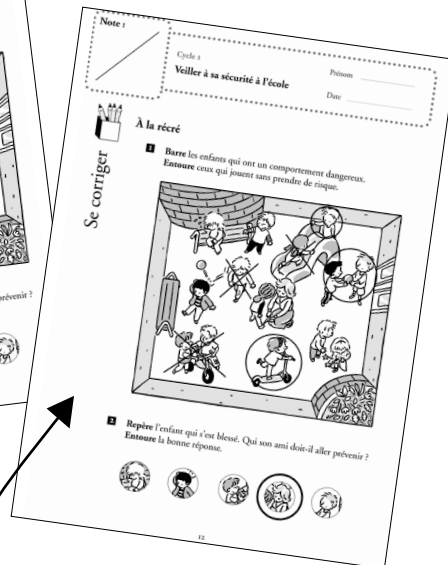 Note :
Cycle 2
Veiller à sa sécurité à l'école
Prénom
Date
Se corriger
À la récré
1 Barre les enfants qui ont un comportement dangereux.
Entoure ceux qui jouent sans prendre de risque.
2 Repère l'enfant qui s'est blessé. Qui son ami doit-il aller prévenir ?
Entoure la bonne réponse.
12
prévenir ?